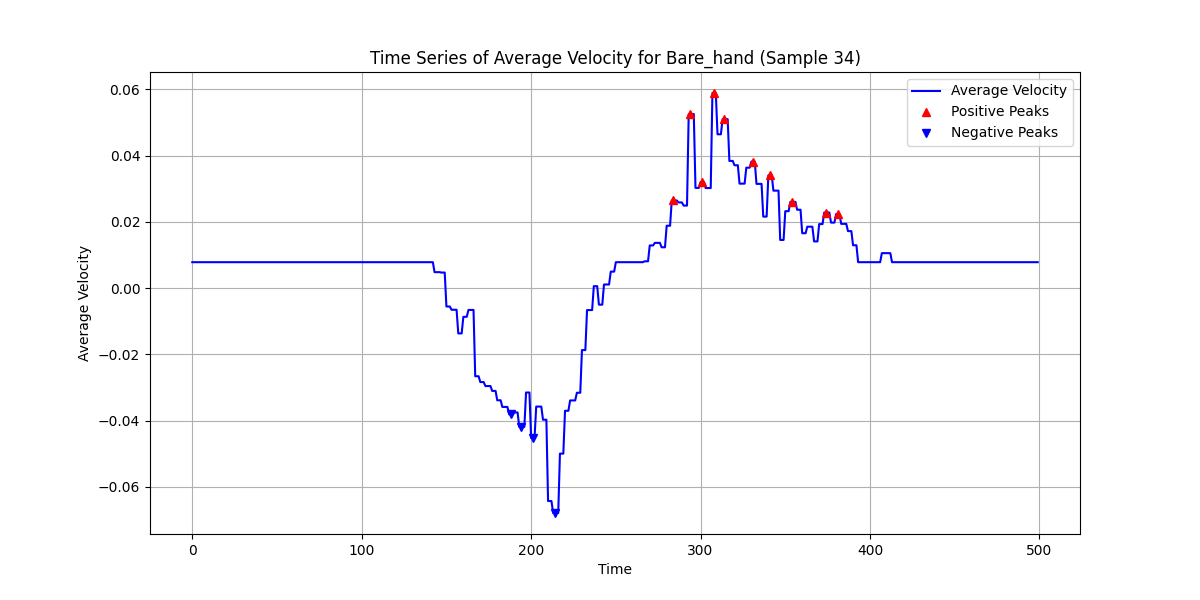 Time Series of Average Velocity for Bare_hand (Sample 34)
Average Velocity
Positive Peaks
Negative Peaks
0.06
0.04
0.02
0.00
−0.02
−0.04
−0.06
Average Velocity
0 100 200 300 400 500
Time